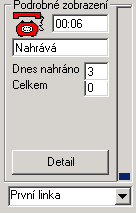 Podrobné zobrazení
00:06
Nahrává
Dnes nahráno 3
Celkem 0
Detail
První linka